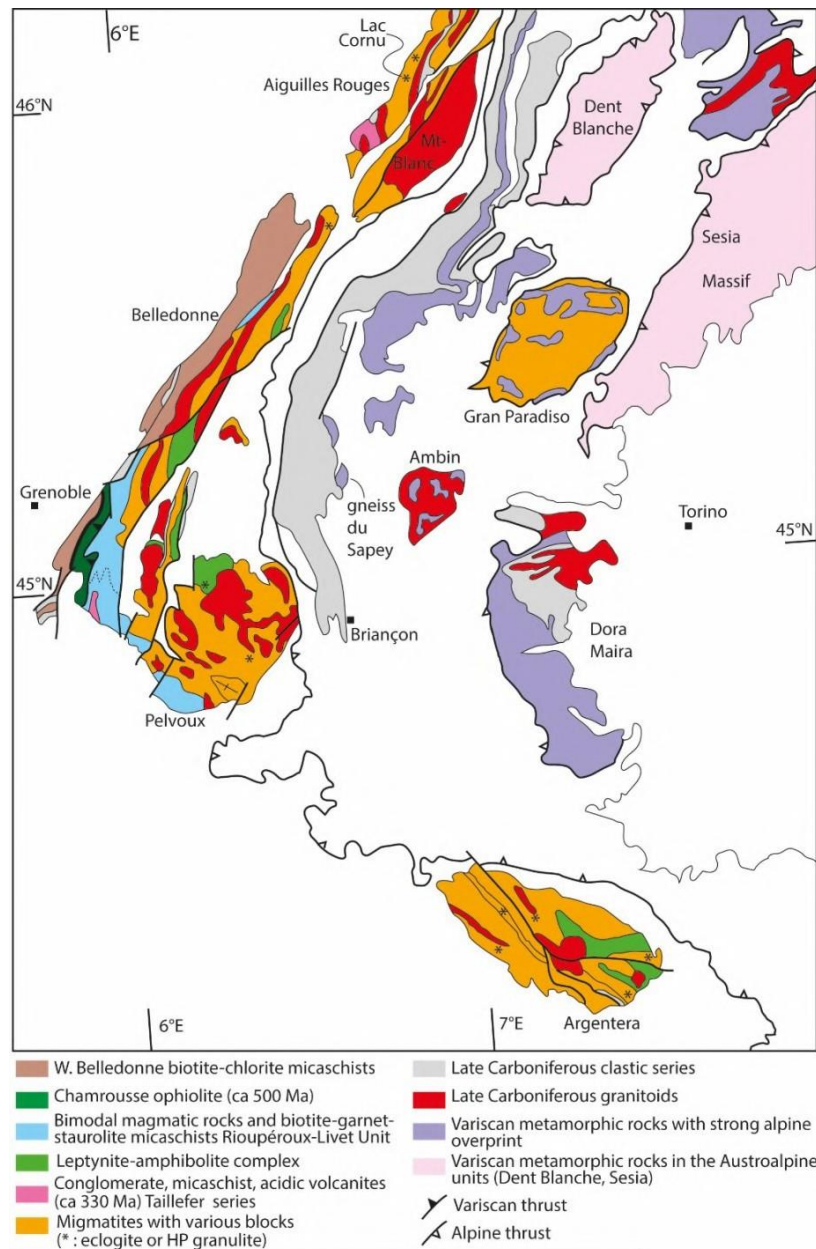 6°E
Lac
Cornu
Aiguilles Rouges
46°N
Mt-
Blanc
Dent
Blanche
Sesia
Massif
Belledonne
Gran Paradiso
Ambin
Grenoble
gneiss
du
Sapey
Torino
45°N
45°N
Briançon
Dora
Maira
Pelvoux
6°E
7°E
Argentera
W. Belledonne biotite-chlorite micaschists
Chamrousse ophiolite (ca 500 Ma)
Bimodal magmatic rocks and biotite-garnet-
staurolite micaschists Rioupéroux-Livet Unit
Leptynite-amphibolite complex
Conglomerate, micaschist, acidic volcanites
(ca 330 Ma) Taillefer series
Migmatites with various blocks
(* : eclogite or HP granulite)
Late Carboniferous clastic series
Late Carboniferous granitoids
Variscan metamorphic rocks with strong alpine
overprint
Variscan metamorphic rocks in the Austroalpine
units (Dent Blanche, Sesia)
Variscan thrust
Alpine thrust